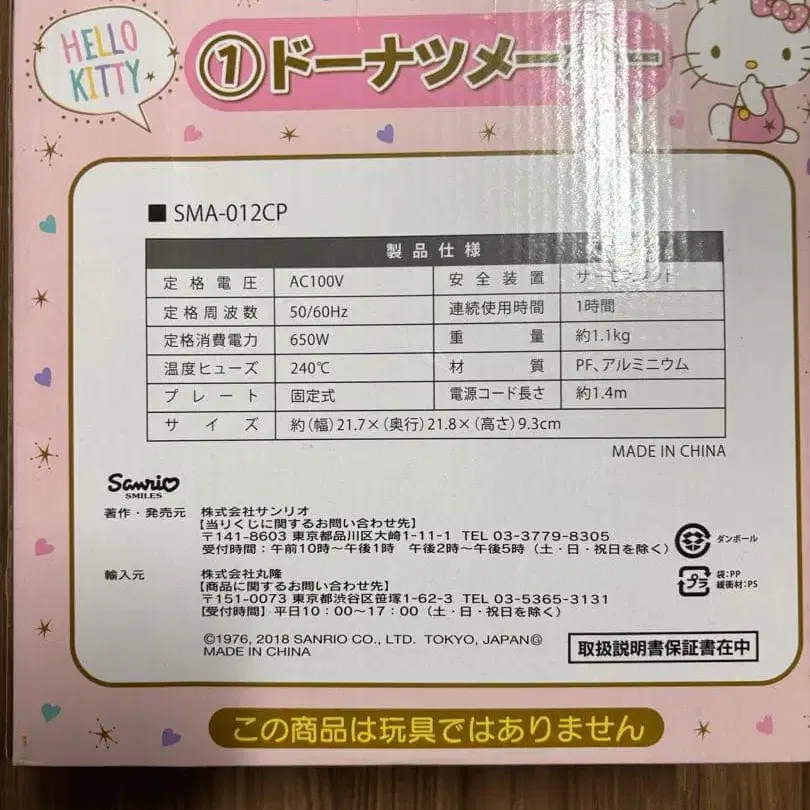 HELLO
KITTY
①ドーナツメーカー
■ SMA-012CP
製品仕様
定格電圧 AC100V 安全装置 サーモスタット
定格周波数 50/60Hz 連続使用時間 1時間
定格消費電力 650W 重量 約1.1kg
温度ヒューズ 240℃ 材質 PF、アルミニウム
プレート 固定式 電源コード長さ 約1.4m
サイズ 約(幅)21.7×(奥行)21.8×(高さ)9.3cm
MADE IN CHINA
Sanrio
SMILES
著作・発売元 株式会社サンリオ
【当りくじに関するお問い合わせ先】
〒141-8603 東京都品川区大崎1-11-1 TEL 03-3779-8305
受付時間：午前10時～午後1時 午後2時～午後5時（土・日・祝日を除く）
ダンボール
輸入元 株式会社丸隆
【商品に関するお問い合わせ先】
〒151-0073 東京都渋谷区笹塚1-62-3 TEL 03-5365-3131
【受付時間】平日10：00～17：00（土・日・祝日を除く）
プラ
袋:PP
緩衝材:PS
©1976, 2018 SANRIO CO., LTD. TOKYO, JAPAN Ⓛ
MADE IN CHINA
取扱説明書保証書在中
この商品は玩具ではありません